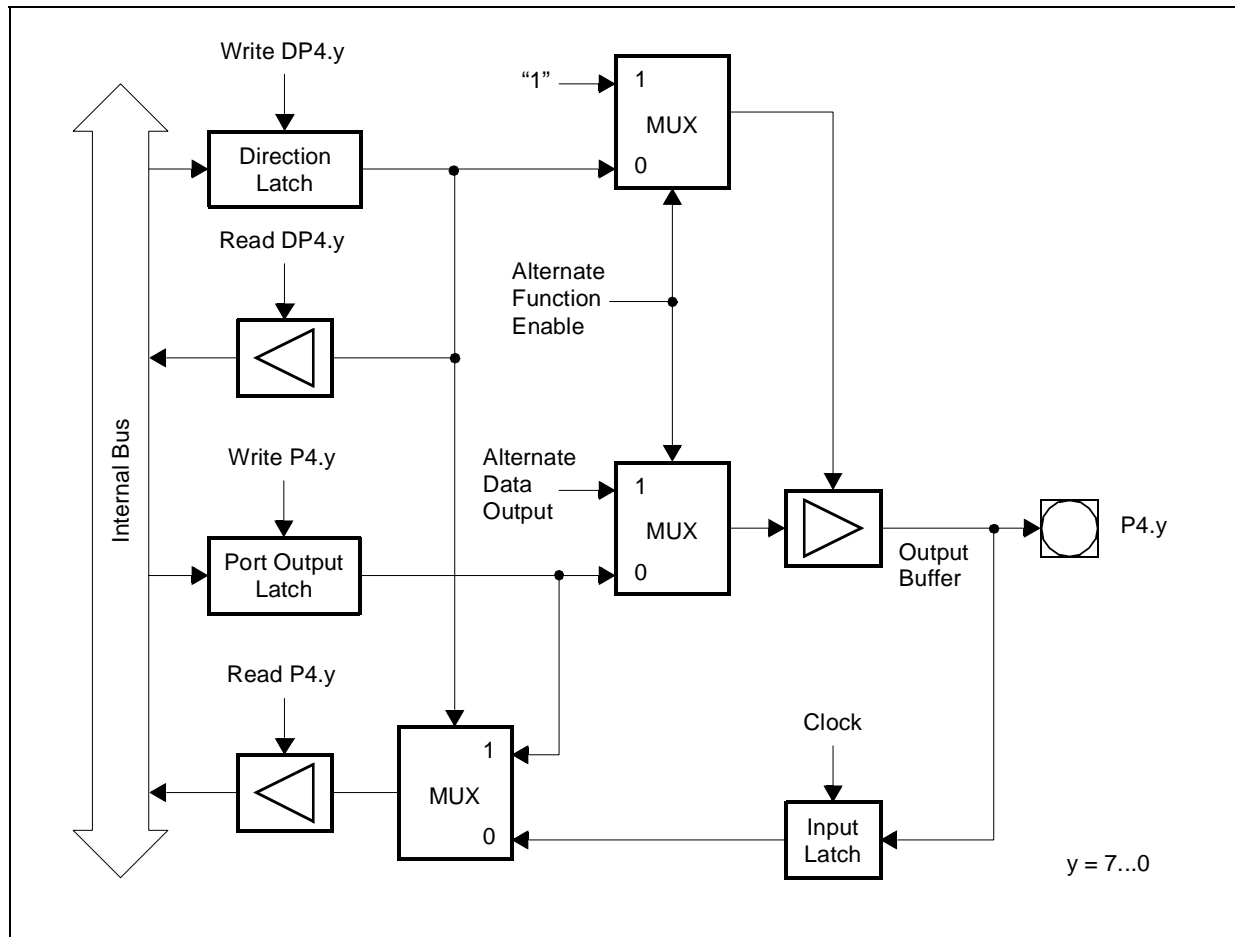 Write DP4.y
“1”
1
MUX
0
Direction
Latch
Read DP4.y
Alternate
Function
Enable
Internal Bus
Write P4.y
Alternate
Data
Output
1
MUX
0
P4.y
Output
Buffer
Port Output
Latch
Read P4.y
Clock
1
MUX
0
Input
Latch
y = 7...0